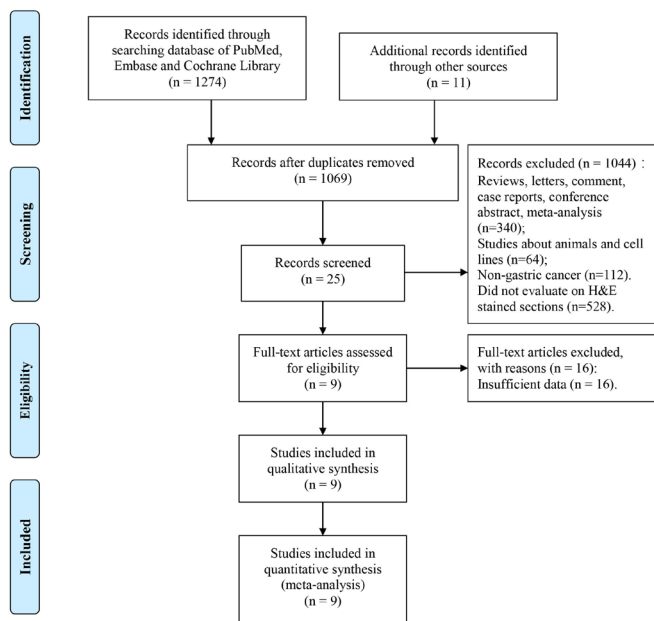 Identification
Records identified through
searching database of PubMed,
Embase and Cochrane Library
(n = 1274)
Additional records identified
through other sources
(n = 11)
Records after duplicates removed
(n = 1069)
Screening
Records screened
(n = 25)
Records excluded (n = 1044) :
Reviews, letters, comment,
case reports, conference
abstract, meta-analysis
(n=340);
Studies about animals and cell
lines (n=64);
Non-gastric cancer (n=112).
Did not evaluate on H&E
stained sections (n=528).
Eligibility
Full-text articles assessed
for eligibility
(n = 9)
Full-text articles excluded,
with reasons (n = 16):
Insufficient data (n = 16).
Studies included in
qualitative synthesis
(n = 9)
Included
Studies included in
quantitative synthesis
(meta-analysis)
(n = 9)